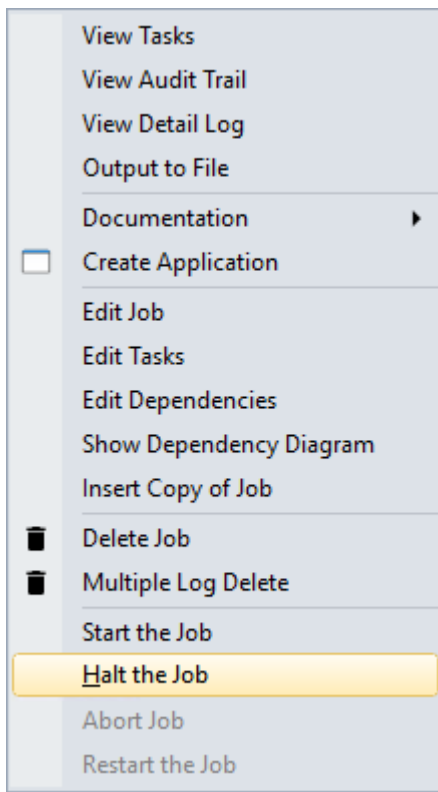 View Tasks
View Audit Trail
View Detail Log
Output to File
Documentation
Create Application
Edit Job
Edit Tasks
Edit Dependencies
Show Dependency Diagram
Insert Copy of Job
Delete Job
Multiple Log Delete
Start the Job
Halt the Job
Abort Job
Restart the Job